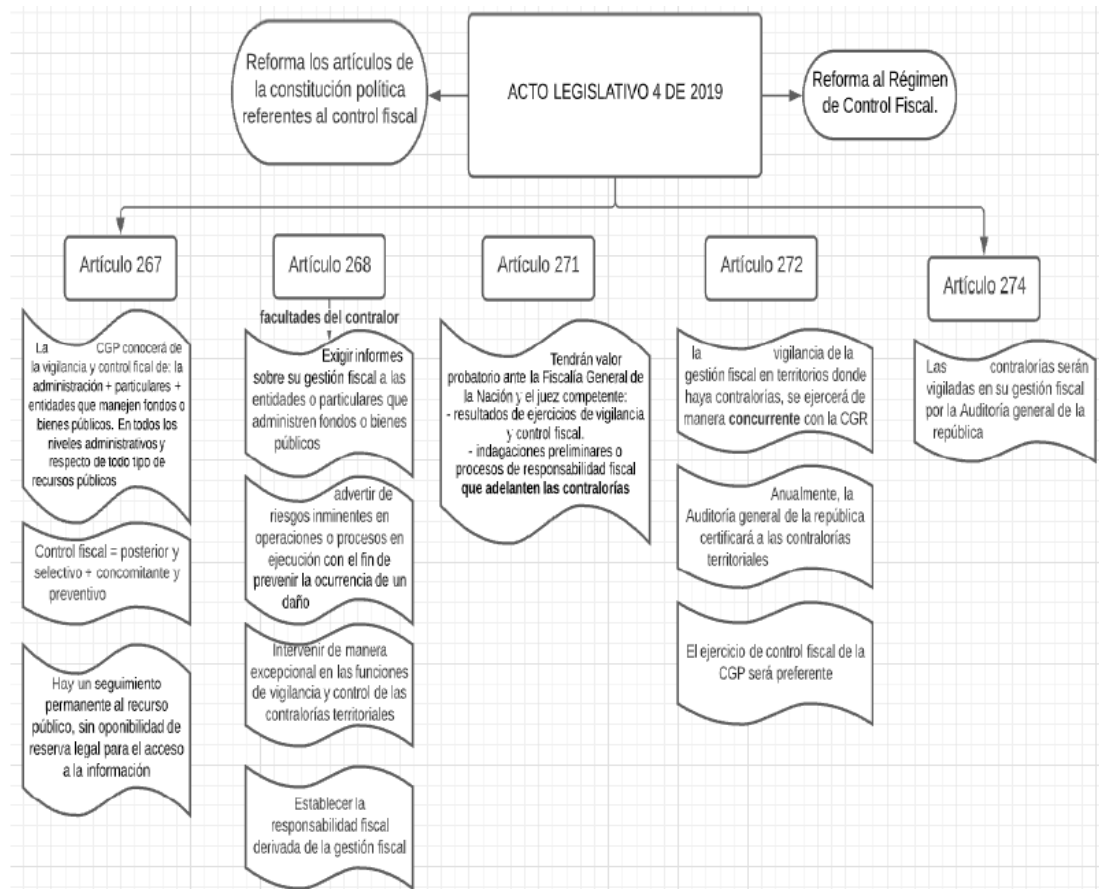 Reforma los artículos de
la constitución política
referentes al control fiscal
ACTO LEGISLATIVO 4 DE 2019
Reforma al Régimen
de Control Fiscal.
Artículo 267
La CGP conocerá de
la vigilancia y control fical de: la
administración + particulares +
entidades que manejen fondos o
bienes públicos. En todos los
niveles administrativos y
respecto de todo tipo de
recursos públicos
Control fiscal = posterior y
selectivo + concomitante y
preventivo
Hay un seguimiento
permanente al recurso
público, sin oponibilidad de
reserva legal para el acceso
a la información
Artículo 268
facultades del contralor
Exigir informes
sobre su gestión fiscal a las
entidades o particulares que
administren fondos o bienes
públicos
advertir de
riesgos inminentes en
operaciones o procesos en
ejecución con el fin de
prevenir la ocurrencia de un
daño
Intervenir de manera
excepcional en las funciones
de vigilancia y control de las
contralorías territoriales
Establecer la
responsabilidad fiscal
derivada de la gestión fiscal
Artículo 271
Tendrán valor
probatorio ante la Fiscalía General de
la Nación y el juez competente:
- resultados de ejercicios de vigilancia
y control fiscal.
- indagaciones preliminares o
procesos de responsabilidad fiscal
que adelanten las contralorías
Artículo 272
la vigilancia de la
gestión fiscal en territorios donde
haya contralorías, se ejercerá de
manera concurrente con la CGR
Anualmente, la
Auditoría general de la república
certificará a las contralorías
territoriales
El ejercicio de control fiscal de la
CGP será preferente
Artículo 274
Las contralorías serán
vigiladas en su gestión fiscal
por la Auditoría general de la
república